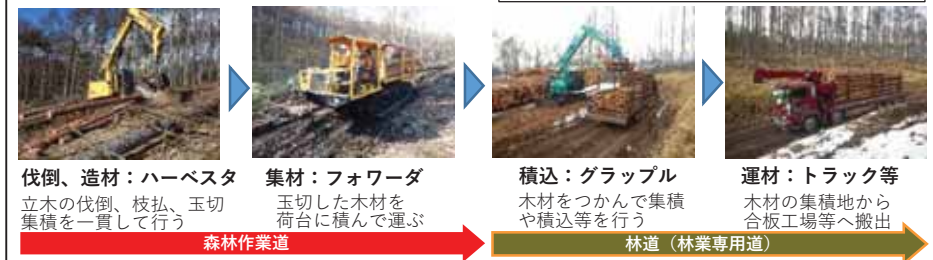 伐倒、造材：ハーベスタ
立木の伐倒、枝払、玉切
集積を一貫して行う
集材：フォワーダ
玉切した木材を
荷台に積んで運ぶ
積込：グラップル
木材をつかんで集積
や積込等を行う
運材：トラック等
木材の集積地から
合板工場等へ搬出
森林作業道
林道（林業専用道）